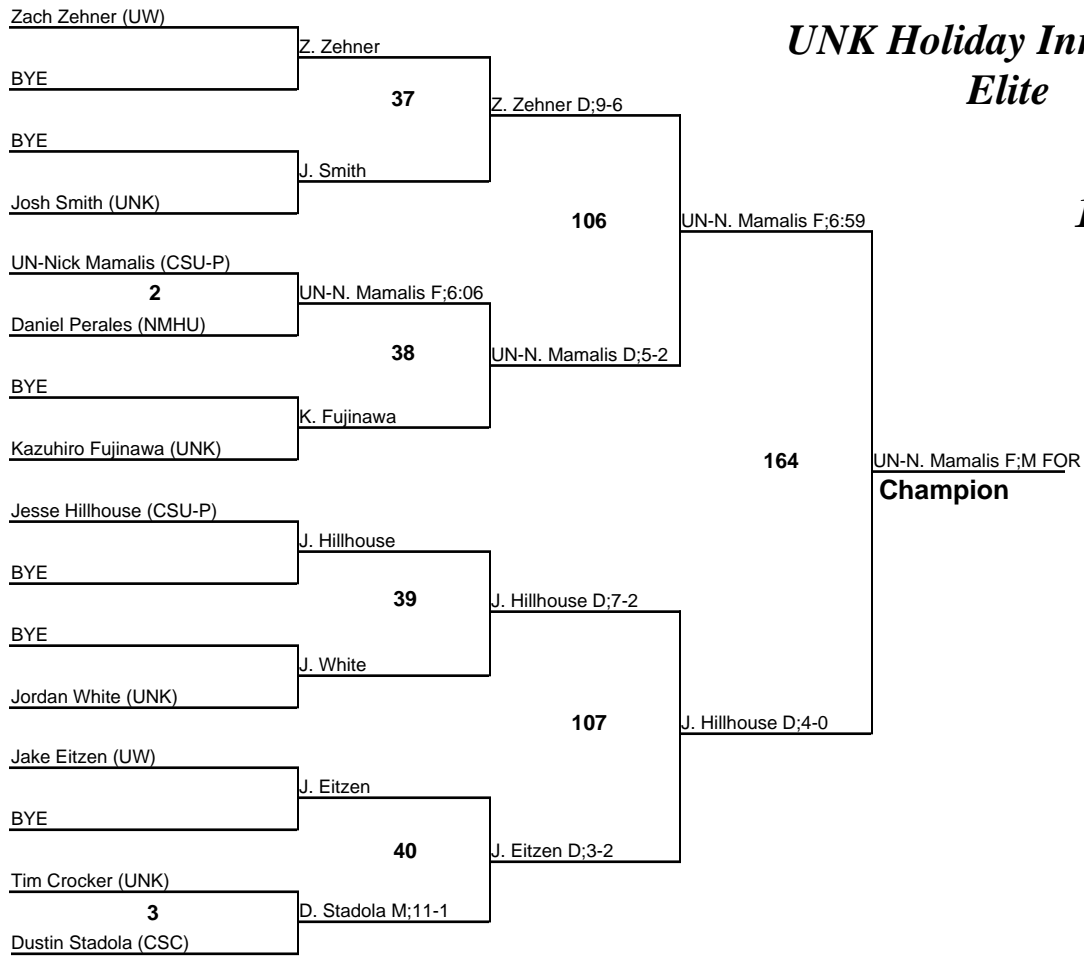 UNK Holiday Inn
Elite
Zach Zehner (UW)
BYE
BYE
Josh Smith (UNK)
UN-Nick Mamalis (CSU-P)
2
Daniel Perales (NMHU)
BYE
Kazuhiro Fujinawa (UNK)
Jesse Hillhouse (CSU-P)
BYE
BYE
Jordan White (UNK)
Jake Eitzen (UW)
BYE
Tim Crocker (UNK)
3
Dustin Stadola (CSC)
Z. Zehner
37
J. Smith
UN-N. Mamalis F;6:06
38
K. Fujinawa
J. Hillhouse
39
J. White
J. Eitzen
40
D. Stadola M;11-1
Z. Zehner D;9-6
106
UN-N. Mamalis D;5-2
J. Hillhouse D;7-2
107
J. Eitzen D;3-2
UN-N. Mamalis F;6:59
164
J. Hillhouse D;4-0
UN-N. Mamalis F;M FOR
Champion